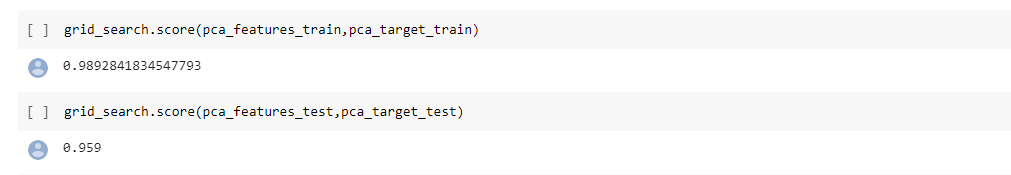 [ ] grid_search.score(pca_features_train,pca_target_train)
0.9892841834547793
[ ] grid_search.score(pca_features_test,pca_target_test)
0.959